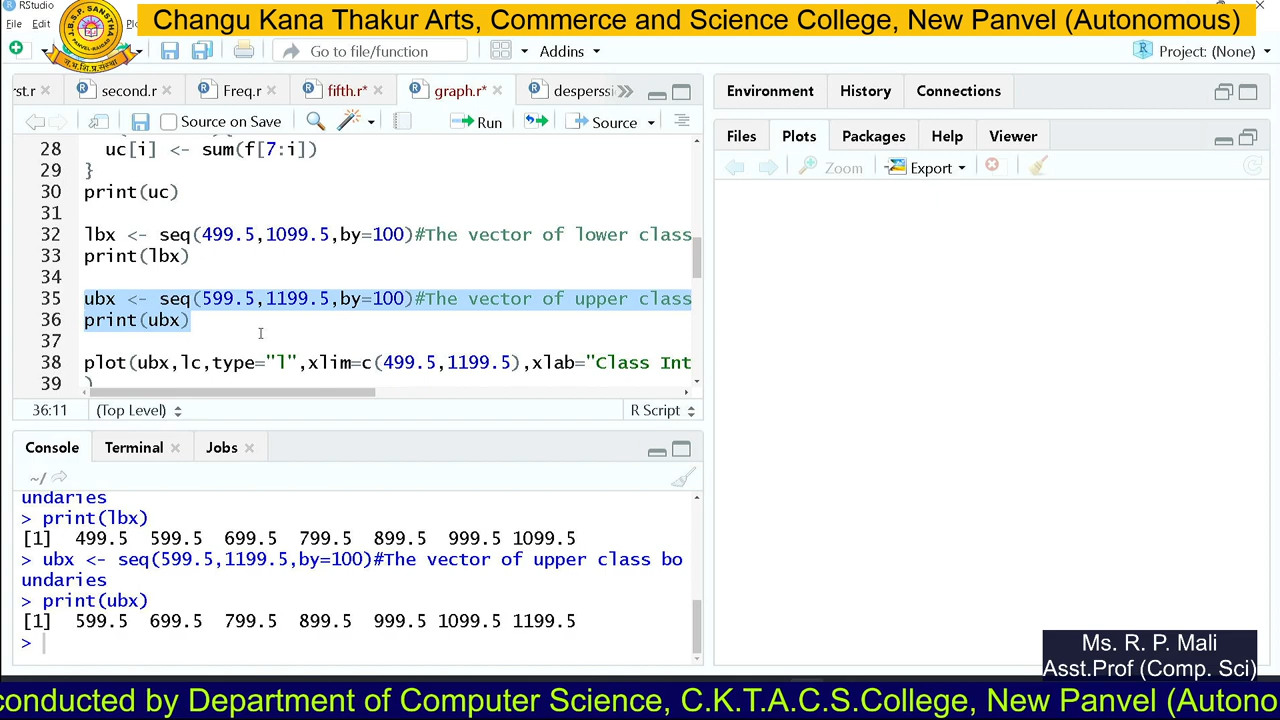 RStudio
Changu Kana Thakur Arts, Commerce and Science College, New Panvel (Autonomous)
File Edit
Go to file/function
Addins
Project: (None)
rst.r
second.r
Freq.r
fifth.r*
graph.r*
desperssi
Source on Save
Run
Source
28 uc[i] <- sum(f[7:i])
29 }
30 print(uc)
31
32 lbx <- seq(499.5,1099.5,by=100)#The vector of lower class
33 print(lbx)
34
35 ubx <- seq(599.5,1199.5,by=100)#The vector of upper class
36 print(ubx)
37
38 plot(ubx,lc,type="l",xlim=c(499.5,1199.5),xlab="Class Int
39 )
36:11 (Top Level) R Script
Console Terminal Jobs
~/
undaries
> print(lbx)
[1] 499.5 599.5 699.5 799.5 899.5 999.5 1099.5
> ubx <- seq(599.5,1199.5,by=100)#The vector of upper class bo
undaries
> print(ubx)
[1] 599.5 699.5 799.5 899.5 999.5 1099.5 1199.5
>
Environment History Connections
Files Plots Packages Help Viewer
Zoom Export
Ms. R. P. Mali
Asst.Prof (Comp. Sci)
conducted by Department of Computer Science, C.K.T.A.C.S.College, New Panvel (Autono